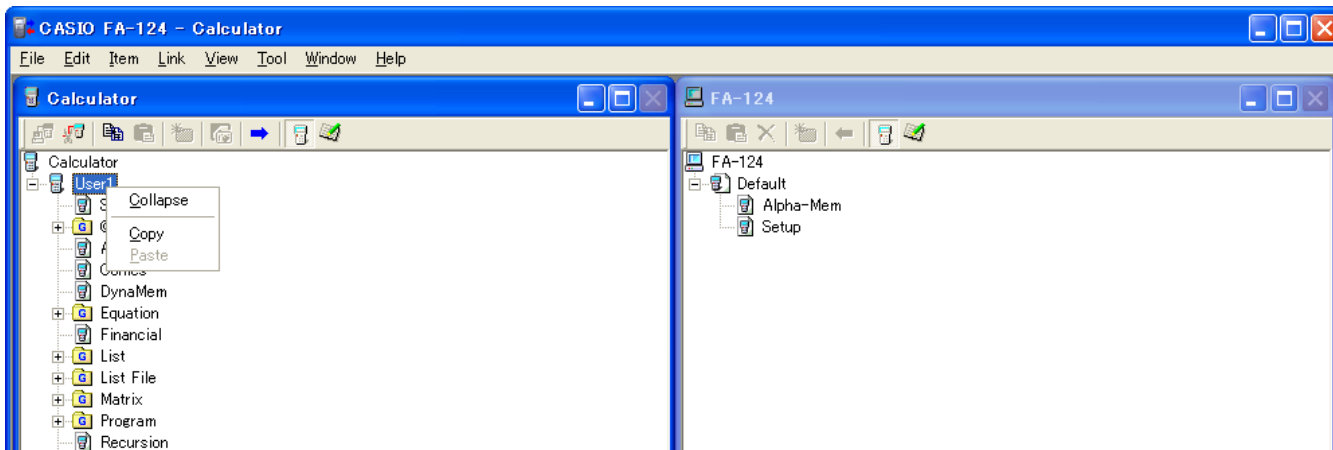 CASIO FA-124 - Calculator
File Edit Item Link View Tool Window Help
Calculator
Calculator
User1
Collapse
Copy
Paste
DynaMem
Equation
Financial
List
List File
Matrix
Program
Recursion
FA-124
FA-124
Default
Alpha-Mem
Setup